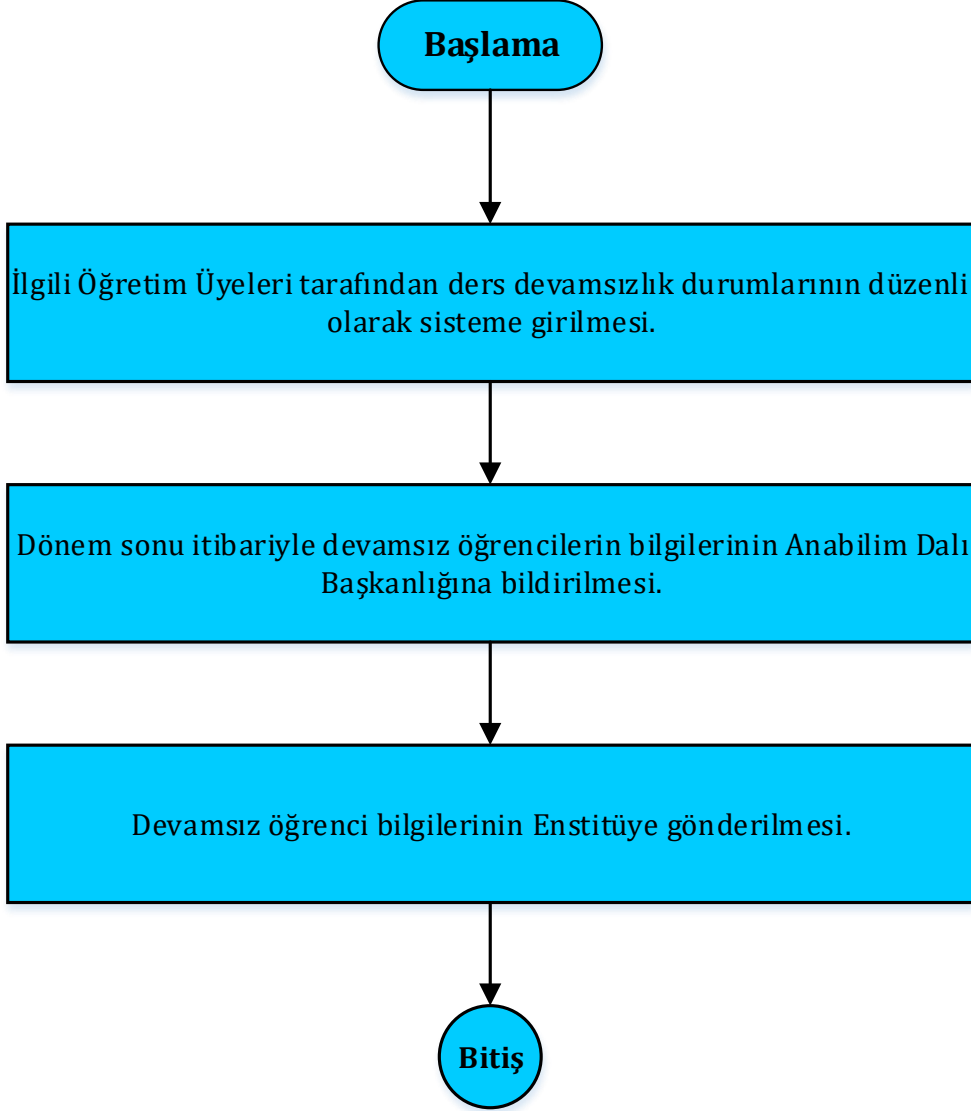 Başlama
İlgili Öğretim Üyeleri tarafından ders devamsızlık durumlarının düzenli
olarak sisteme girilmesi.
Dönem sonu itibariyle devamsız öğrencilerin bilgilerinin Anabilim Dalı
Başkanlığına bildirilmesi.
Devamsız öğrenci bilgilerinin Enstitüye gönderilmesi.
Bitiş